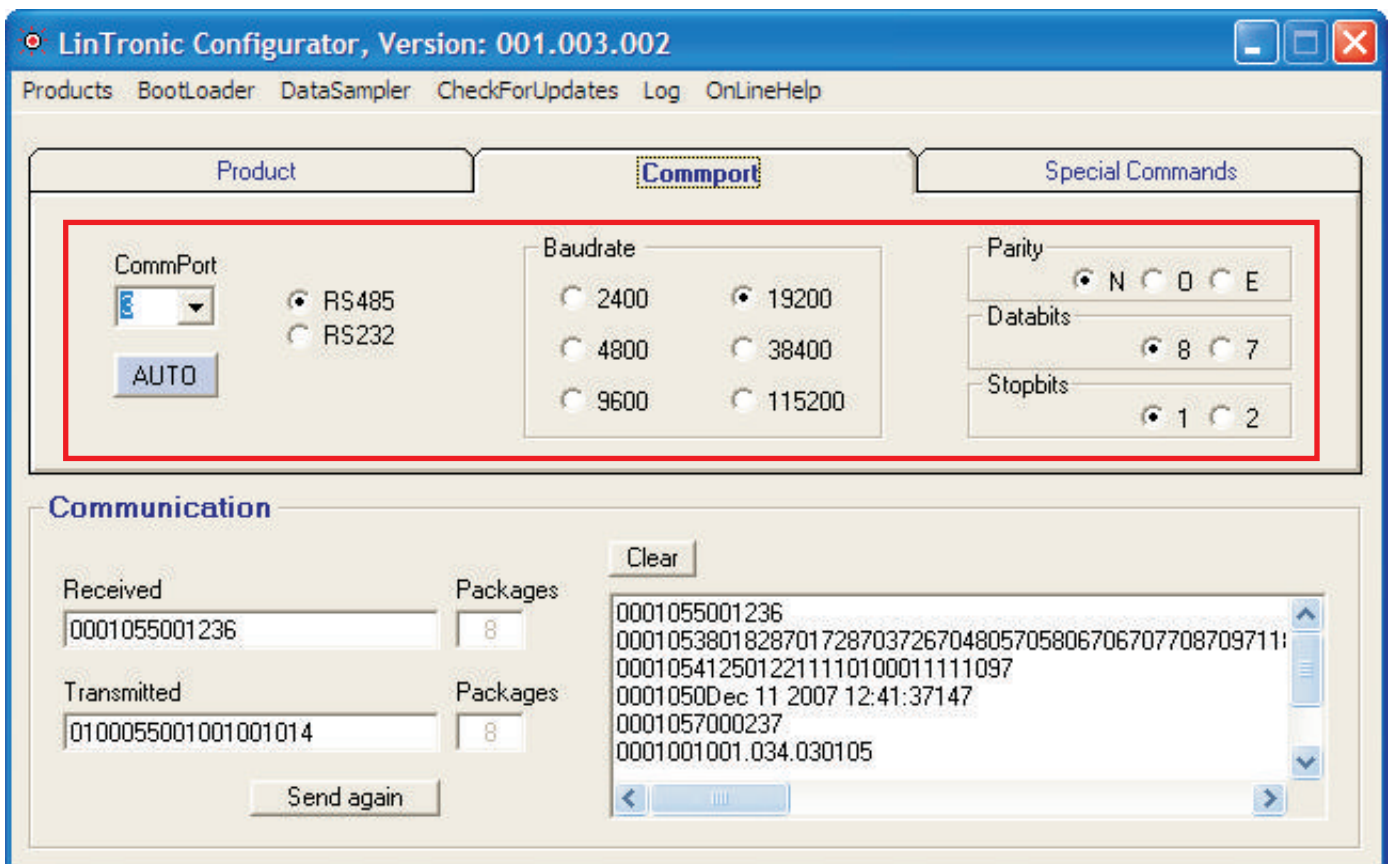 LinTronic Configurator, Version: 001.003.002
Products BootLoader DataSampler CheckForUpdates Log OnLineHelp
Product Commport Special Commands
CommPort
3
AUTO
RS485
RS232
Baudrate
2400 19200
4800 38400
9600 115200
Parity
N O E
Databits
8 7
Stopbits
1 2
Communication
Received Packages
0001055001236 8
Transmitted Packages
0100055001001001014 8
Send again
Clear
0001055001236
0001053801828701728703726704805705806706707708709711
0001054125012211110100011111097
0001050Dec 11 2007 12:41:37147
0001057000237
0001001001.034.030105